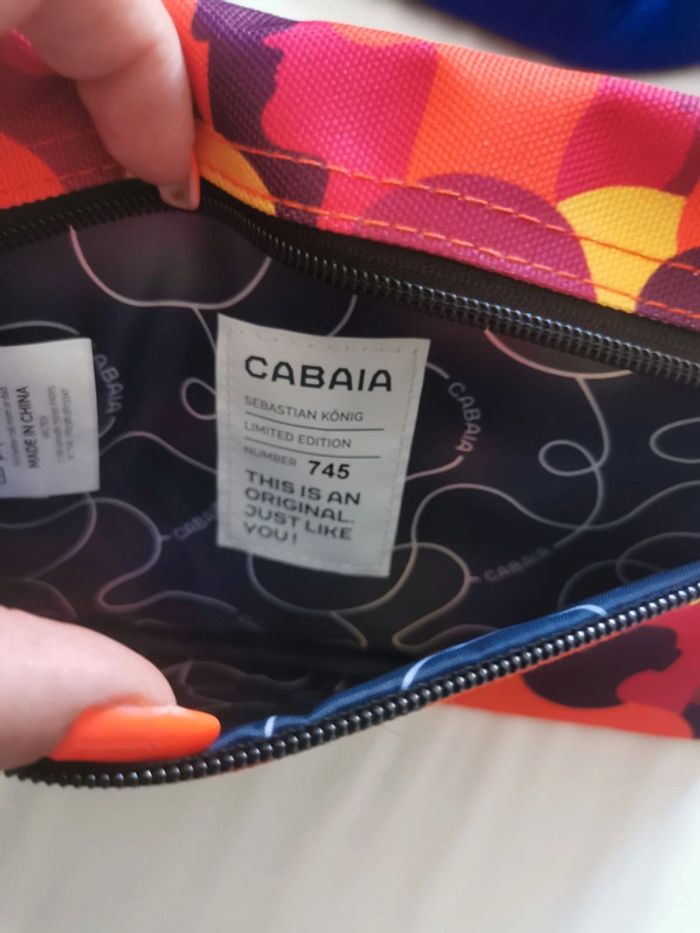 CABAIA
SEBASTIAN KÖNIG
LIMITED EDITION
NUMBER 745
THIS IS AN
ORIGINAL.
JUST LIKE
YOU!
MADE IN CHINA
CABAIA
CABAIA
CABAIA